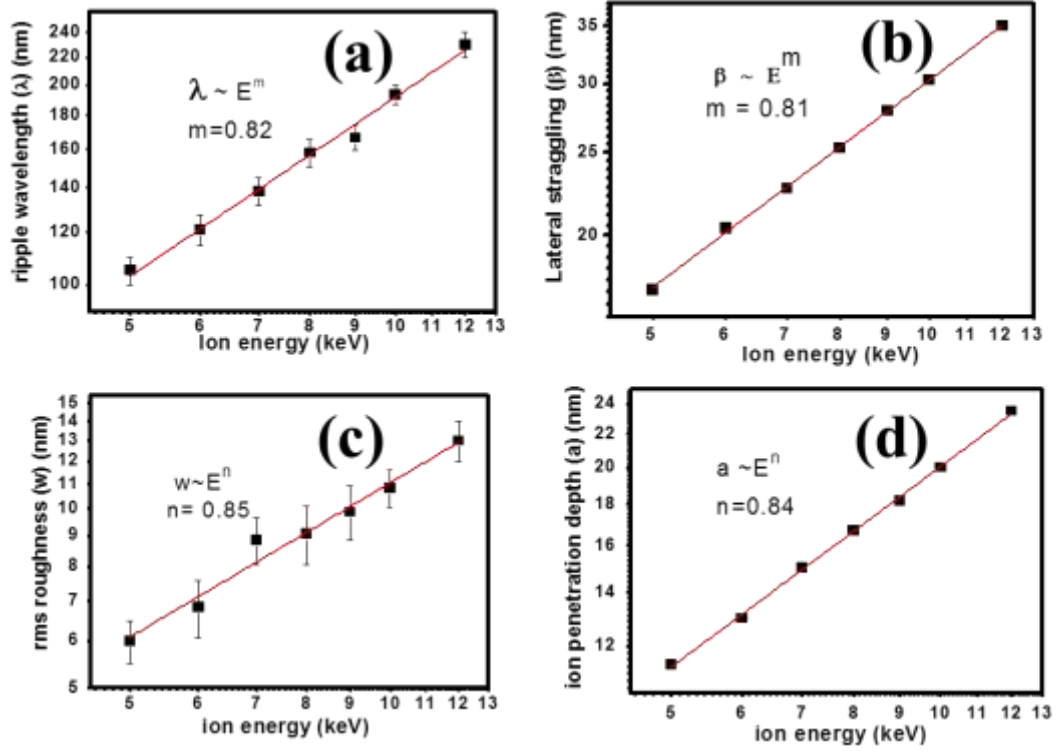 (a)
λ ~ E^m
m=0.82
ripple wavelength (λ) (nm)
240
220
200
180
160
140
120
100
5 6 7 8 9 10 11 12 13
Ion energy (keV)
(b)
β ~ E^m
m = 0.81
Lateral straggling (β) (nm)
35
30
25
20
5 6 7 8 9 10 11 12 13
Ion energy (keV)
(c)
w~E^n
n= 0.85
rms roughness (w) (nm)
15
14
13
12
11
10
9
8
7
6
5
5 6 7 8 9 10 11 12 13
ion energy (keV)
(d)
a ~E^n
n=0.84
ion penetration depth (a) (nm)
24
22
20
18
16
14
12
5 6 7 8 9 10 11 12 13
ion energy (keV)